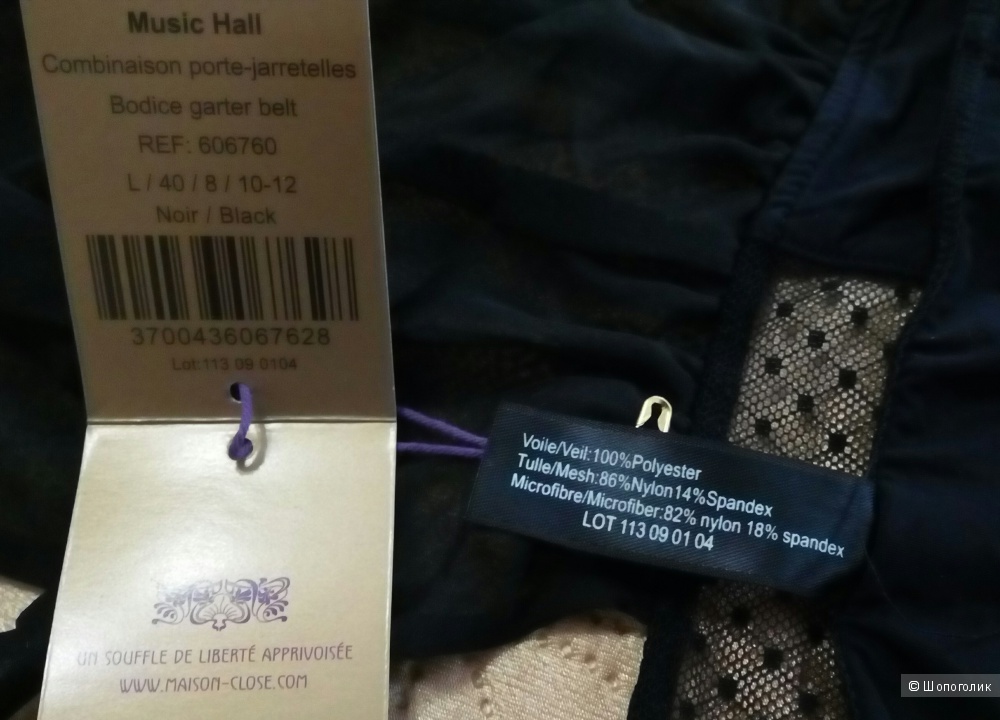 Music Hall
Combinaison porte-jarretelles
Bodice garter belt
REF: 606760
L / 40 / 8 / 10-12
Noir / Black
3700436067628
Lot:113 09 0104
UN SOUFFLE DE LIBERTÉ APPRIVOISÉE
WWW.MAISON-CLOSE.COM
Voile/Veil:100%Polyester
Tulle/Mesh:86%Nylon14%Spandex
Microfibre/Microfiber:82% nylon 18% spandex
LOT 113 09 01 04
© Шопоголик